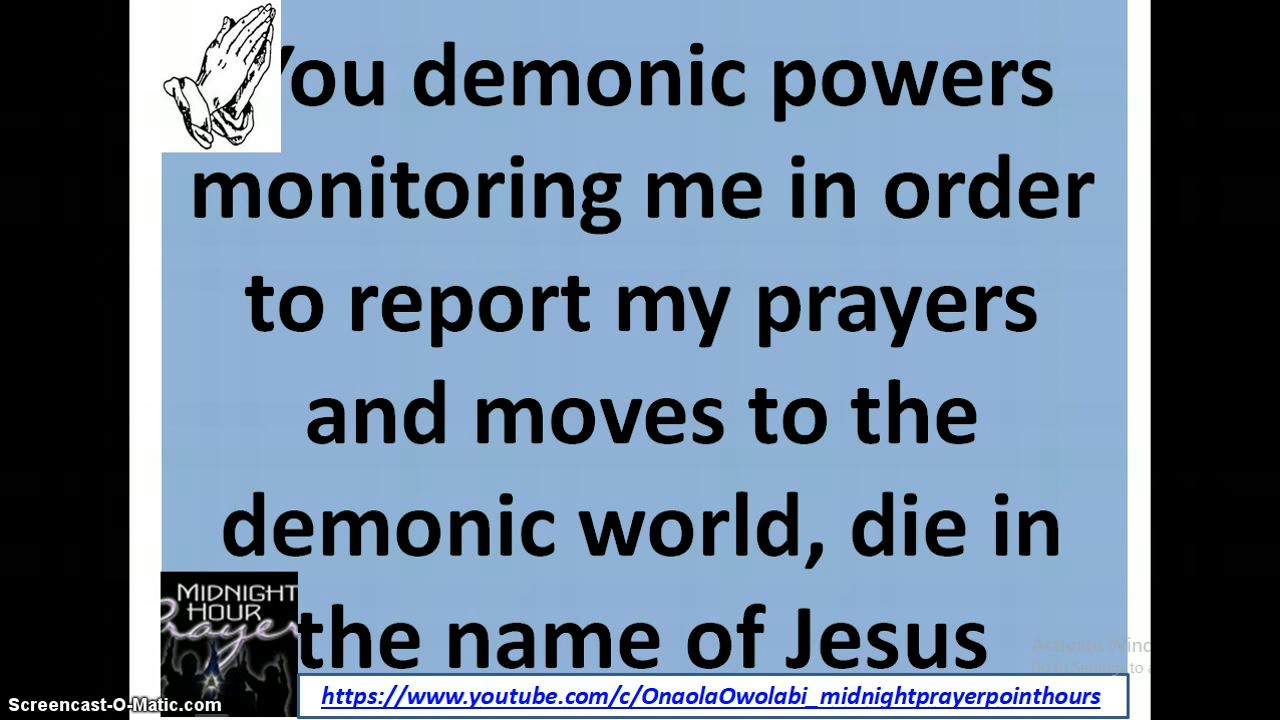 You demonic powers
monitoring me in order
to report my prayers
and moves to the
demonic world, die in
the name of Jesus
MIDNIGHT
HOUR
Prayer
https://www.youtube.com/c/OnaolaOwolabi_midnightprayerpointhours
Screencast-O-Matic.com